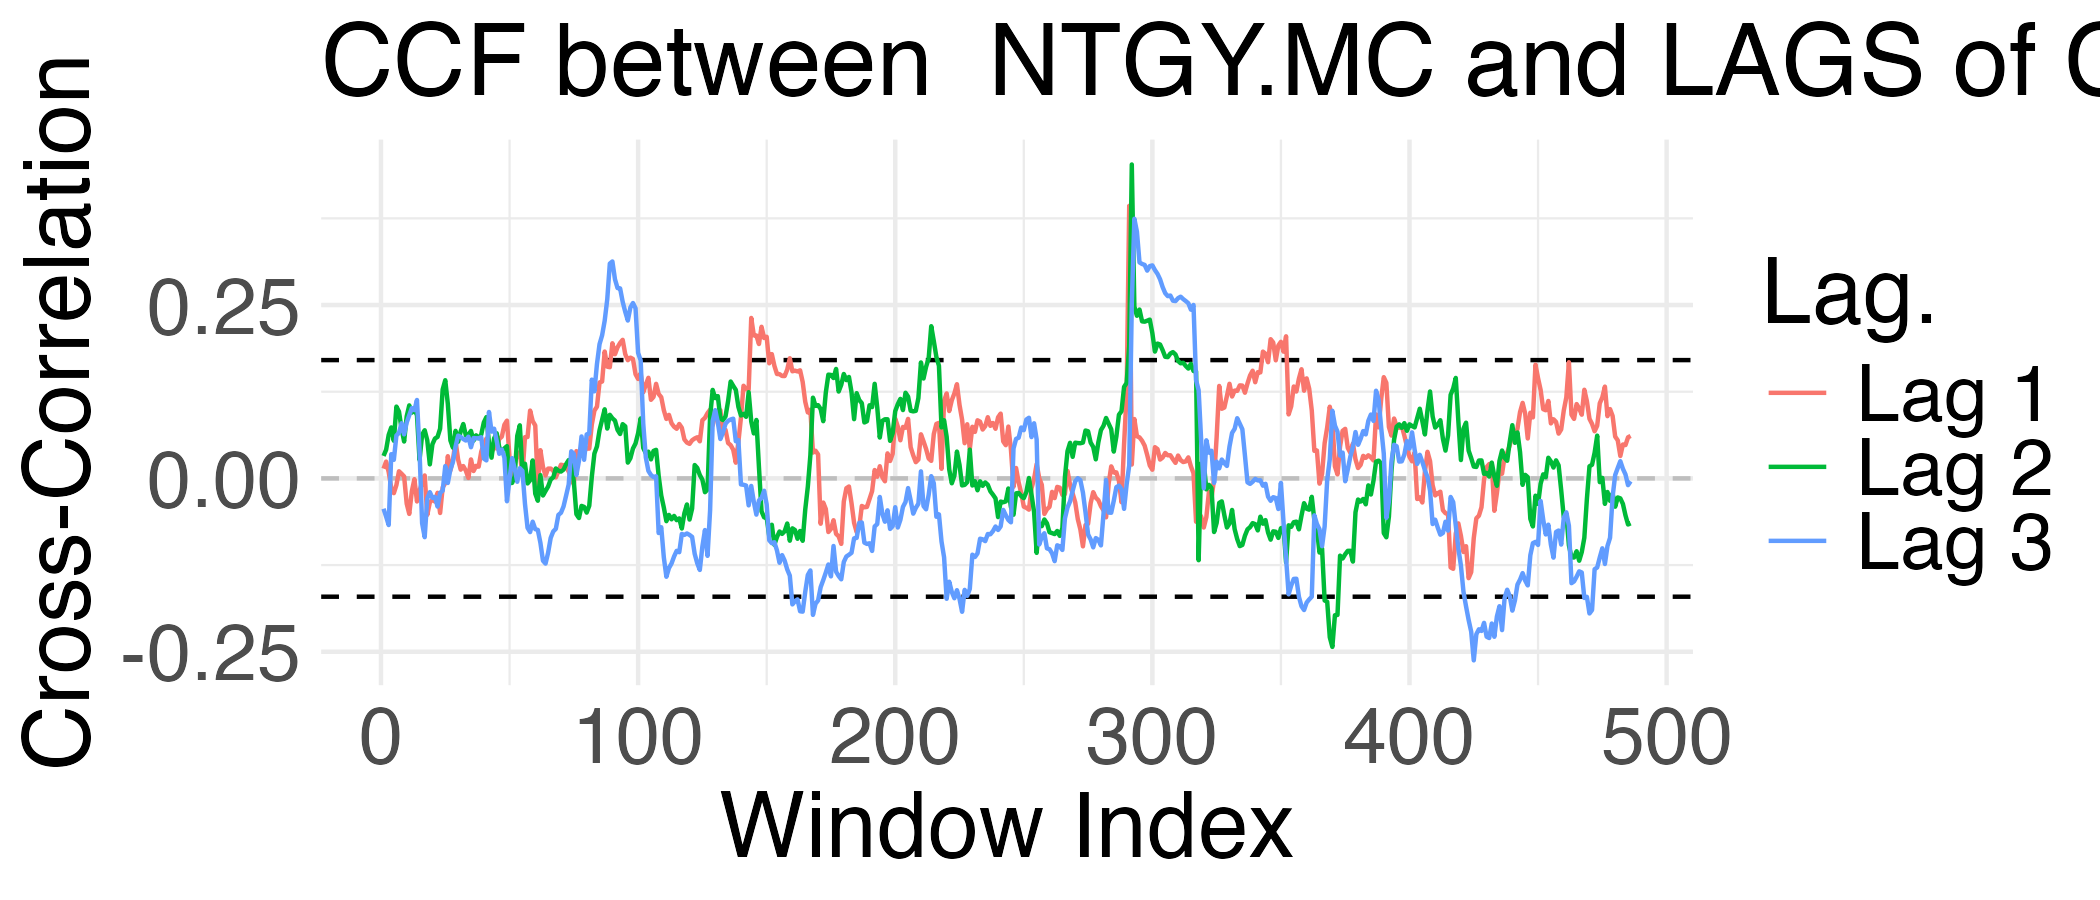 CCF between NTGY.MC and LAGS of
Cross-Correlation
0.25
0.00
-0.25
0 100 200 300 400 500
Window Index
Lag.
Lag 1
Lag 2
Lag 3